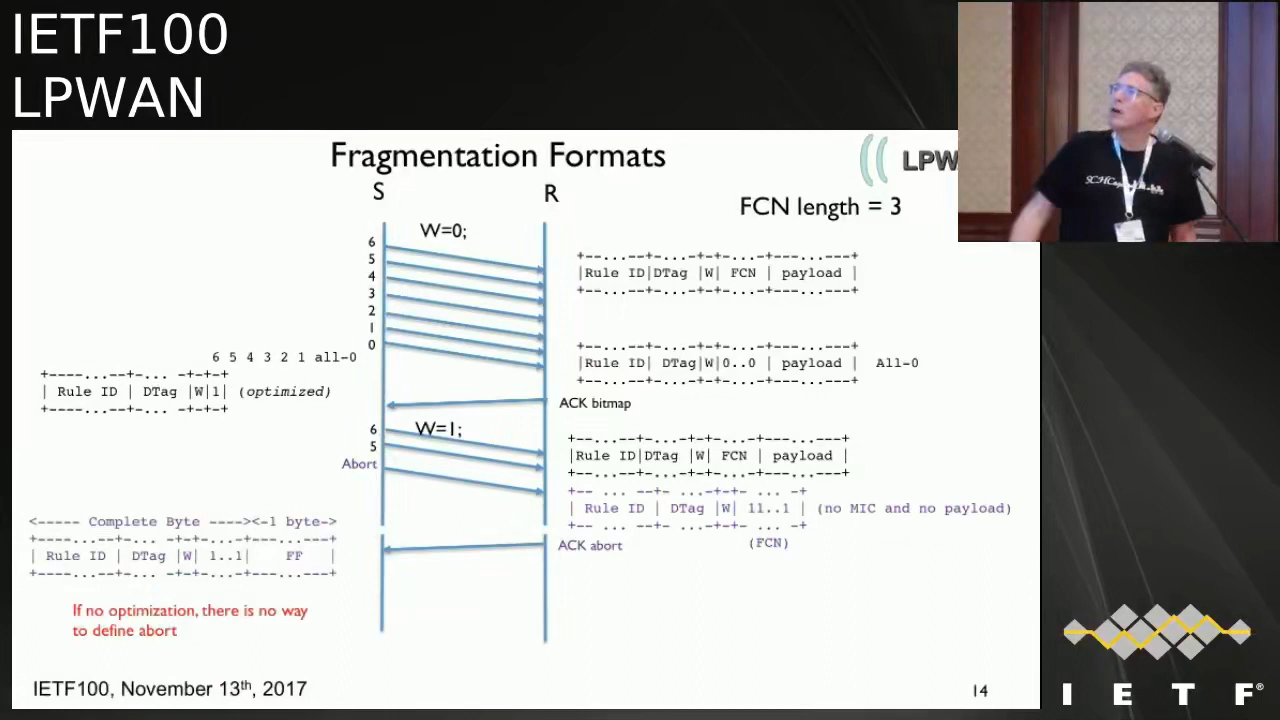 IETF100
LPWAN
Fragmentation Formats
LPW
S
R
FCN length = 3
W=0;
6
5
4
3
2
1
0
+--...--+-...-+-+-...-+---...---+
|Rule ID|DTag |W| FCN | payload |
+--...--+-...-+-+-...-+---...---+
6 5 4 3 2 1 all-0
+----...--+-... -+-+-+
| Rule ID | DTag |W|1| (optimized)
+----...--+-... -+-+-+
+--...--+-...-+-+-...-+---...---+
|Rule ID| DTag|W|0..0 | payload | All-0
+--...--+-...-+-+-...-+---...---+
ACK bitmap
W=1;
6
5
Abort
+--...--+-...-+-+-...-+---...---+
|Rule ID|DTag |W| FCN | payload |
+--...--+-...-+-+-...-+---...---+
+-- ... --+- ...-+-+- ... -+
| Rule ID | DTag |W| 11..1 | (no MIC and no payload)
+-- ... --+- ...-+-+- ... -+
(FCN)
<----- Complete Byte ----><-1 byte->
+----...--+-... -+-+-...-+---...---+
| Rule ID | DTag |W| 1..1| FF |
+----...--+-... -+-+-...-+---...---+
ACK abort
If no optimization, there is no way
to define abort
IETF100, November 13th, 2017
14
I E T F®